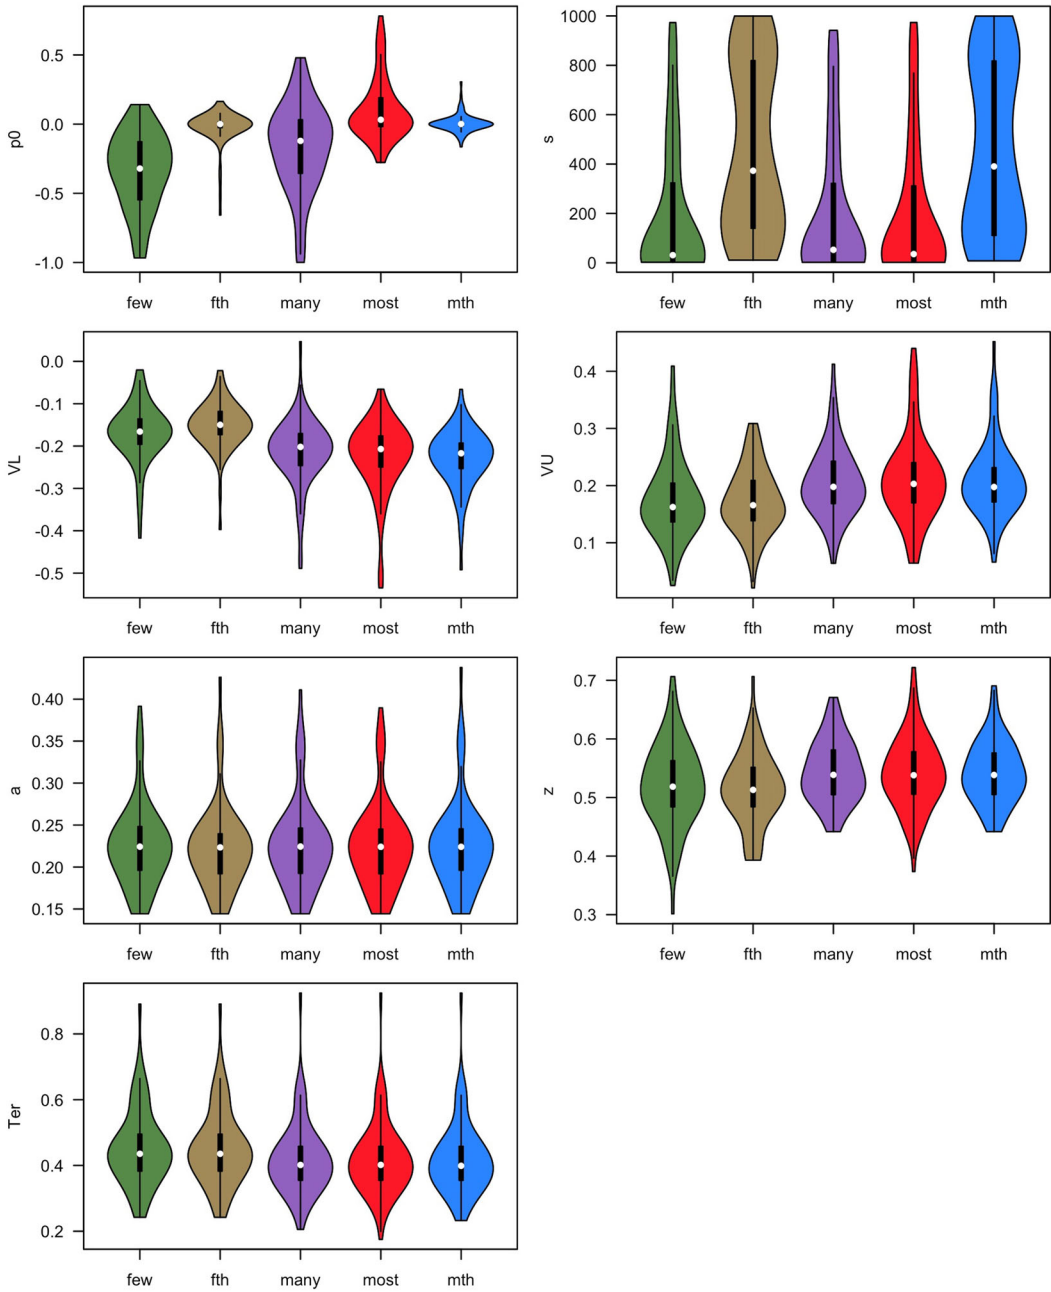 p0
0.5
0.0
-0.5
-1.0
few fth many most mth
s
1000
800
600
400
200
0
few fth many most mth
VL
0.0
-0.1
-0.2
-0.3
-0.4
-0.5
few fth many most mth
VU
0.4
0.3
0.2
0.1
few fth many most mth
a
0.40
0.35
0.30
0.25
0.20
0.15
few fth many most mth
z
0.7
0.6
0.5
0.4
0.3
few fth many most mth
Ter
0.8
0.6
0.4
0.2
few fth many most mth